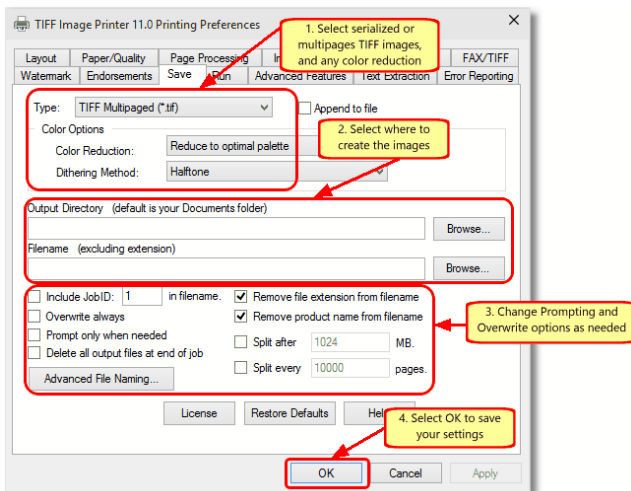 TIFF Image Printer 11.0 Printing Preferences
1. Select serialized or
multipages TIFF images,
and any color reduction
Layout Paper/Quality Page Processing FAX/TIFF
Watermark Endorsements Save Run Advanced Features Text Extraction Error Reporting
Type: TIFF Multipaged (*.tif) Append to file
Color Options
Color Reduction: Reduce to optimal palette
Dithering Method: Halftone
2. Select where to
create the images
Output Directory (default is your Documents folder)
Browse...
Filename (excluding extension)
Browse...
Include JobID: 1 in filename. Remove file extension from filename
Overwrite always Remove product name from filename
Prompt only when needed Split after 1024 MB.
Delete all output files at end of job Split every 10000 pages.
Advanced File Naming...
3. Change Prompting and
Overwrite options as needed
License Restore Defaults Help
4. Select OK to save
your settings
OK Cancel Apply